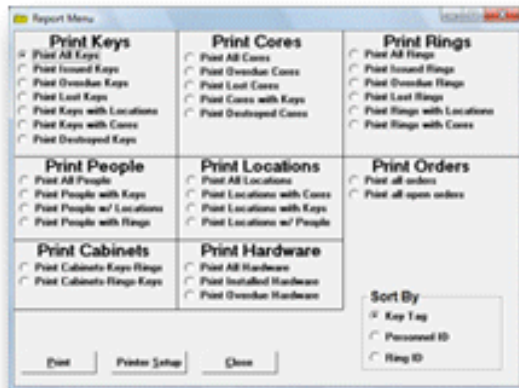 Report Menu
Print Keys
Print All Keys
Print Issued Keys
Print Overdue Keys
Print Lost Keys
Print Keys with Locations
Print Keys with Cores
Print Destroyed Keys
Print Cores
Print All Cores
Print Overdue Cores
Print Lost Cores
Print Cores with Keys
Print Destroyed Cores
Print Rings
Print All Rings
Print Issued Rings
Print Overdue Rings
Print Lost Rings
Print Rings with Locations
Print Rings with Cores
Print People
Print All People
Print People with Keys
Print People w/ Locations
Print People with Rings
Print Locations
Print All Locations
Print Locations with Cores
Print Locations with Keys
Print Locations w/ People
Print Orders
Print all orders
Print all open orders
Print Cabinets
Print Cabinets-Keys-Rings
Print Cabinets-Rings-Keys
Print Hardware
Print All Hardware
Print Installed Hardware
Print Overdue Hardware
Sort By
Key Tag
Personnel ID
Ring ID
Print
Printer Setup
Close